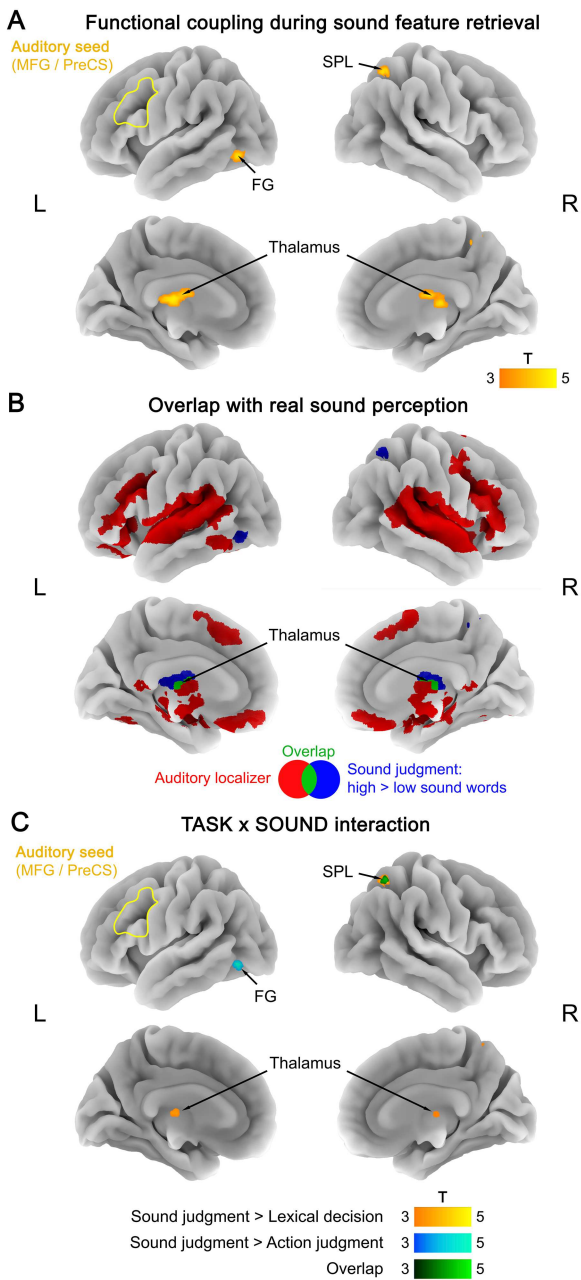 A
Functional coupling during sound feature retrieval
Auditory seed
(MFG / PreCS)
SPL
FG
L
R
Thalamus
T
3
5
B
Overlap with real sound perception
L
R
Thalamus
Overlap
Auditory localizer
Sound judgment:
high > low sound words
C
TASK x SOUND interaction
Auditory seed
(MFG / PreCS)
SPL
FG
L
R
Thalamus
T
Sound judgment > Lexical decision 3 5
Sound judgment > Action judgment 3 5
Overlap 3 5